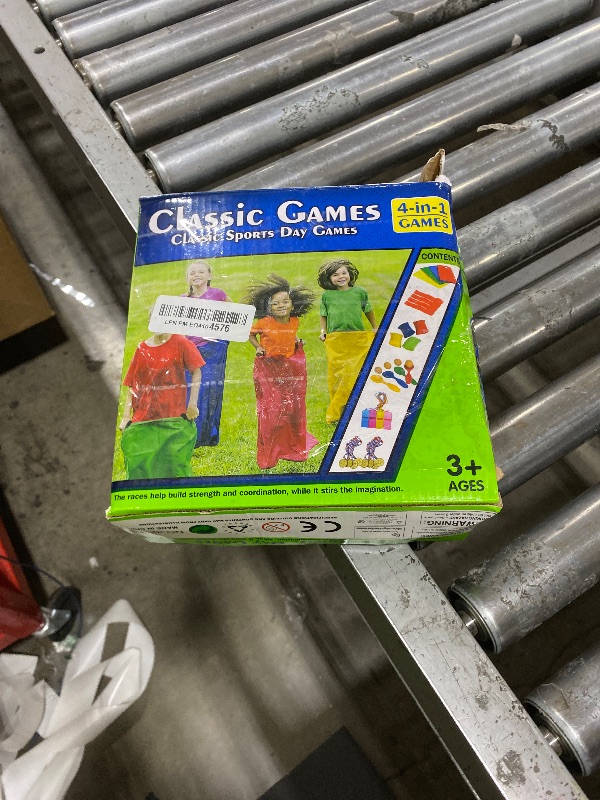 CLASSIC GAMES
CLASSIC SPORTS DAY GAMES
4-in-1
GAMES
4576
3+
AGES
The races help build strength and coordination, while it stirs the imagination.
CE
WARNING